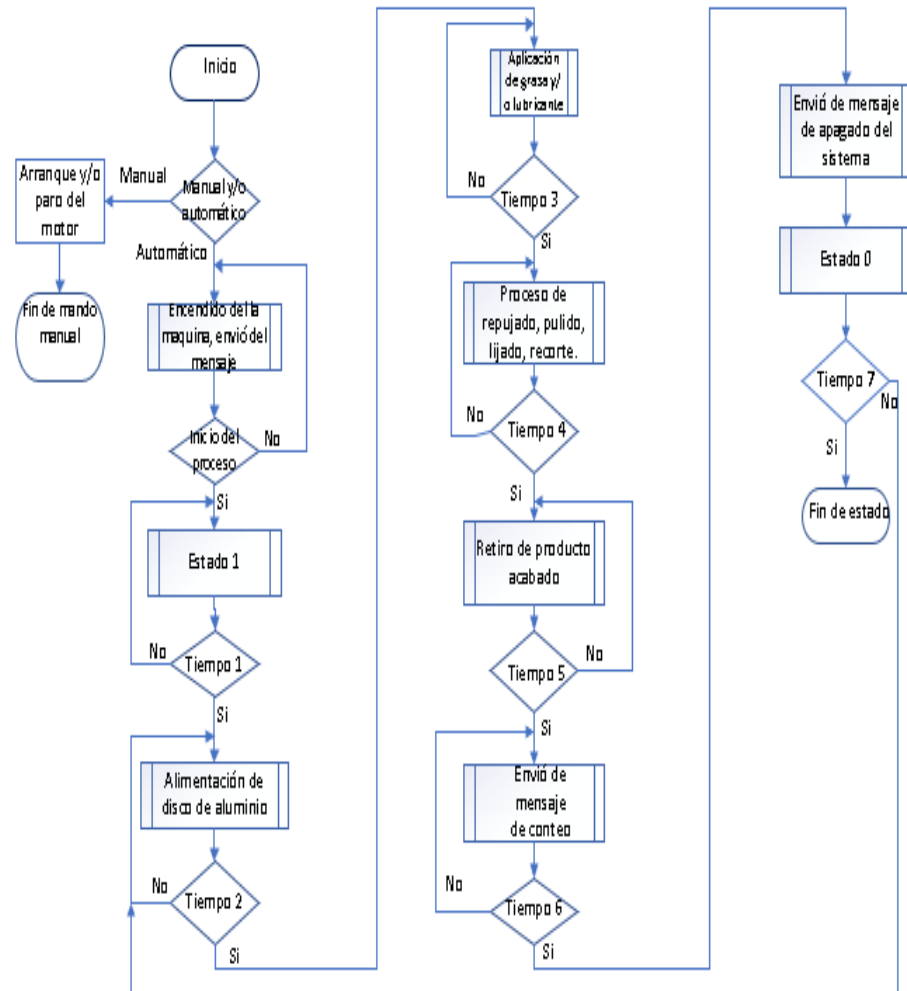 Inicio
Manual y/o
automático
Manual
Arranque y/o
paro del
motor
Fin de mando
manual
Automático
Encendido del la
maquina, envió del
mensaje
Inicio del
proceso
No
Si
Estado 1
Tiempo 1
No
Si
Alimentación de
disco de aluminio
Tiempo 2
No
Si
Aplicación
de grasa y/
o lubricante
Tiempo 3
No
Si
Proceso de
repujado, pulido,
lijado, recorte.
Tiempo 4
No
Si
Retiro de producto
acabado
Tiempo 5
No
Si
Envió de
mensaje
de conteo
Tiempo 6
No
Si
Envió de mensaje
de apagado del
sistema
Estado 0
Tiempo 7
No
Si
Fin de estado